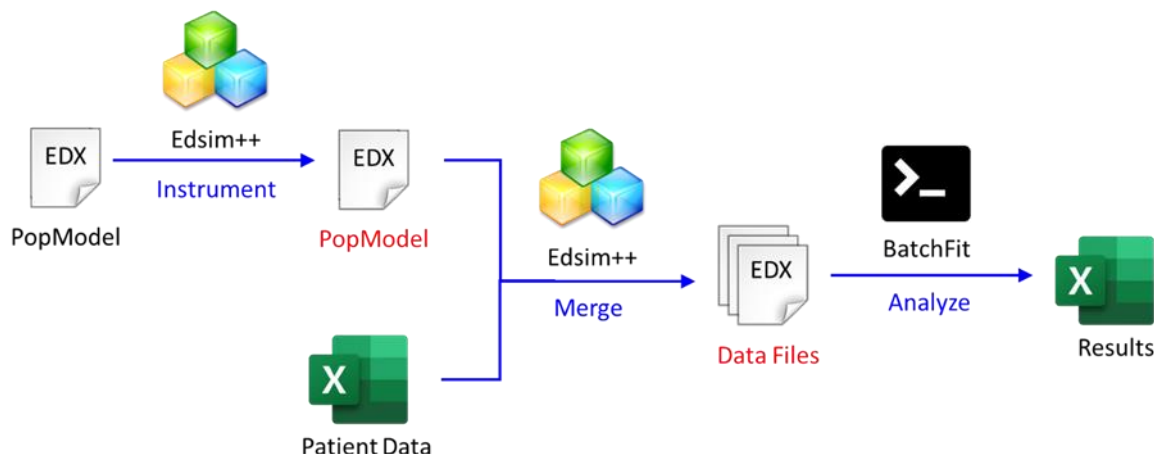 Edsim++
Instrument
EDX
PopModel
EDX
PopModel
Edsim++
Merge
X
Patient Data
EDX
Data Files
BatchFit
Analyze
X
Results